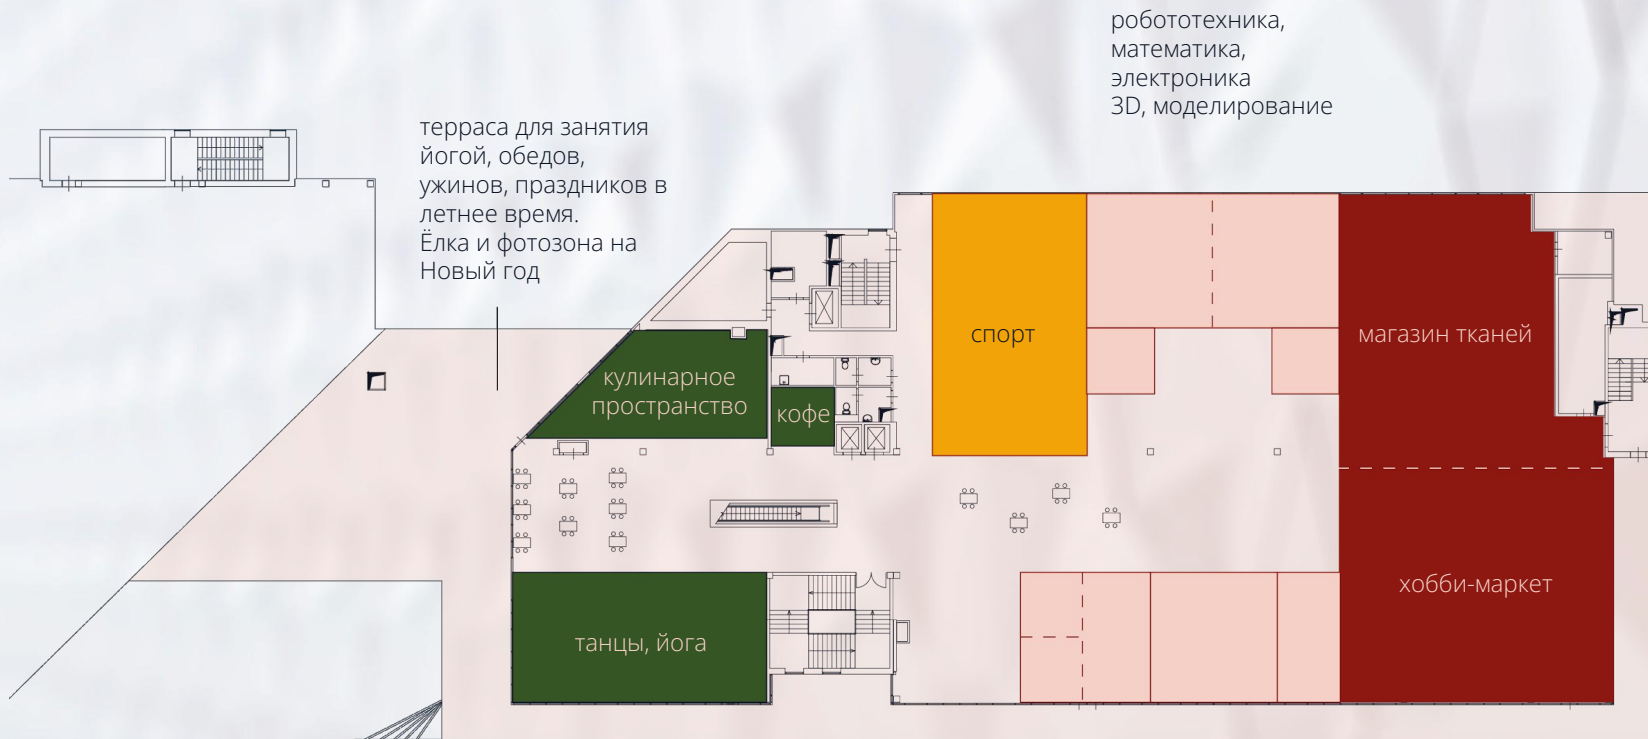 робототехника,
математика,
электроника
3D, моделирование
терраса для занятия
йогой, обедов,
ужинов, праздников в
летнее время.
Ёлка и фотозона на
Новый год
спорт
магазин тканей
кулинарное
пространство
кофе
хобби-маркет
танцы, йога